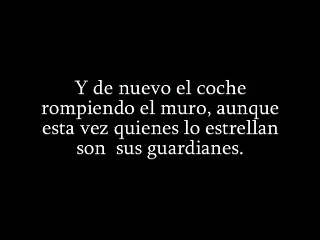 Y de nuevo el coche
rompiendo el muro, aunque
esta vez quienes lo estrellan
son  sus guardianes.